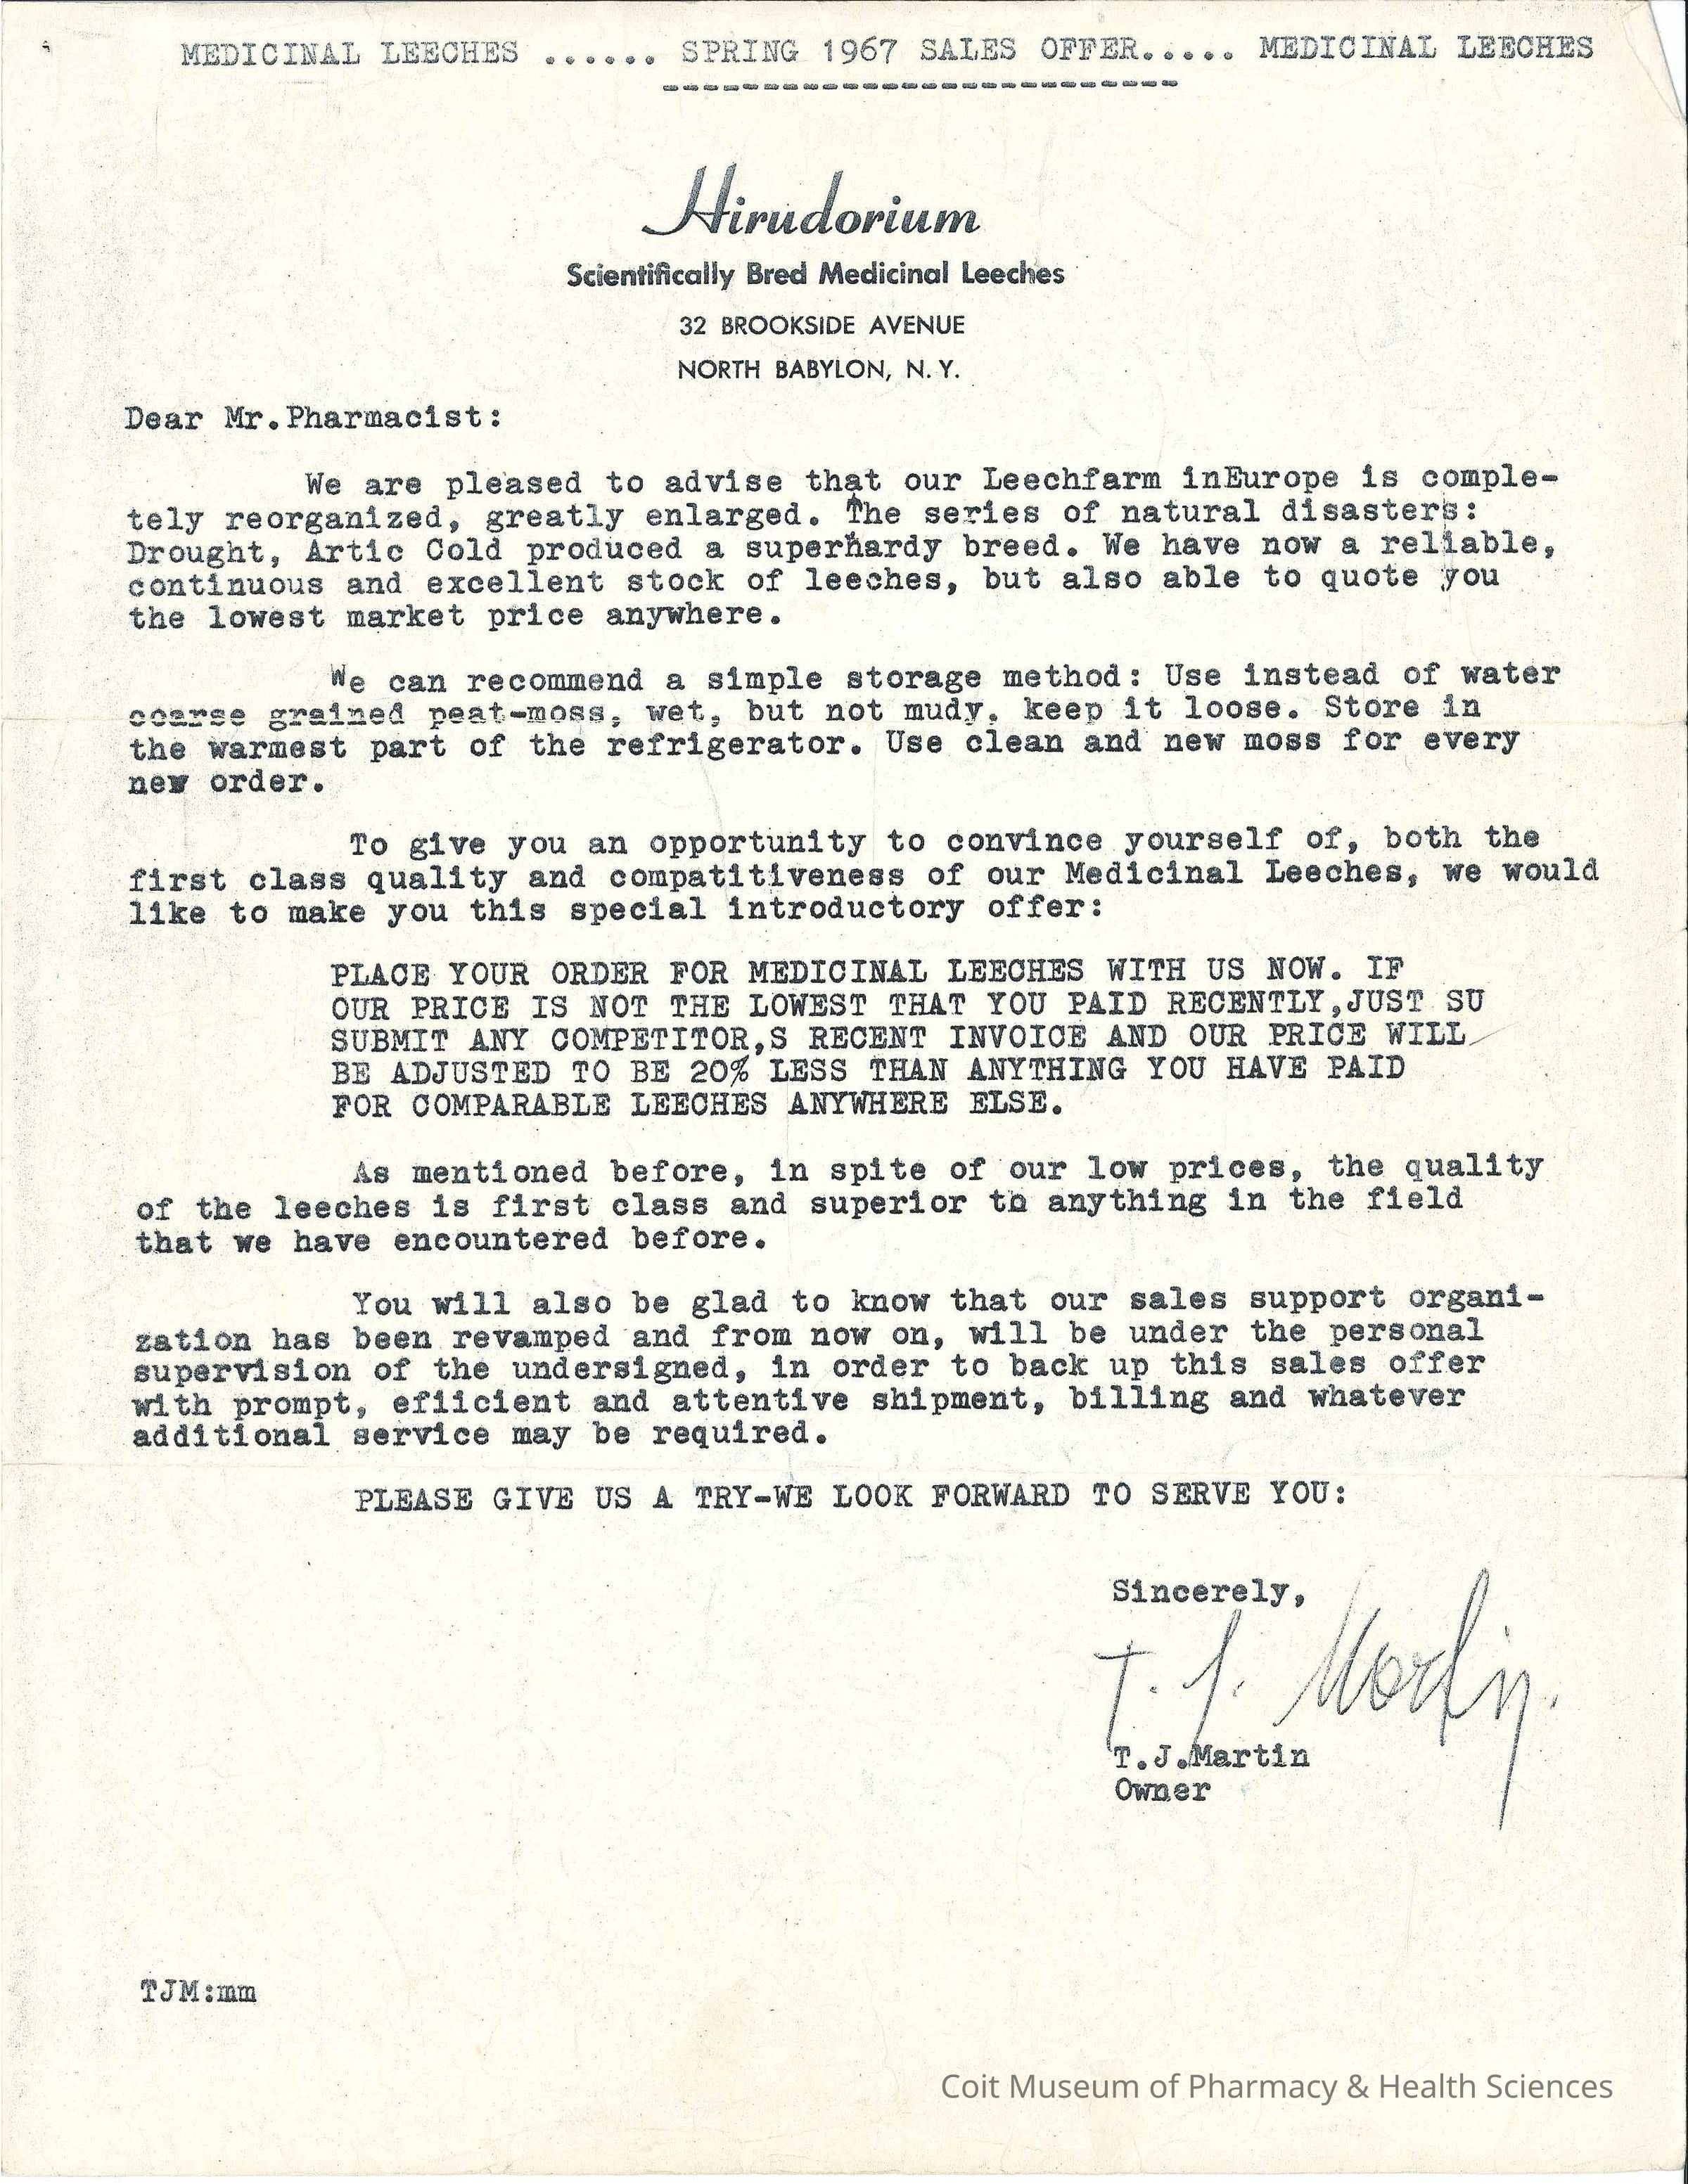 MEDICINAL LEECHES ...... SPRING 1967 SALES OFFER..... MEDICINAL LEECHES
--------------------------
Hirudorium
Scientifically Bred Medicinal Leeches
32 BROOKSIDE AVENUE
NORTH BABYLON, N. Y.
Dear Mr.Pharmacist:
We are pleased to advise that our Leechfarm inEurope is comple-
tely reorganized, greatly enlarged. The series of natural disasters:
Drought, Artic Cold produced a superhardy breed. We have now a reliable,
continuous and excellent stock of leeches, but also able to quote you
the lowest market price anywhere.
We can recommend a simple storage method: Use instead of water
coarse grained peat-moss, wet, but not mudy, keep it loose. Store in
the warmest part of the refrigerator. Use clean and new moss for every
new order.
To give you an opportunity to convince yourself of, both the
first class quality and compatitiveness of our Medicinal Leeches, we would
like to make you this special introductory offer:
PLACE YOUR ORDER FOR MEDICINAL LEECHES WITH US NOW. IF
OUR PRICE IS NOT THE LOWEST THAT YOU PAID RECENTLY,JUST SU
SUBMIT ANY COMPETITOR,S RECENT INVOICE AND OUR PRICE WILL
BE ADJUSTED TO BE 20% LESS THAN ANYTHING YOU HAVE PAID
FOR COMPARABLE LEECHES ANYWHERE ELSE.
As mentioned before, in spite of our low prices, the quality
of the leeches is first class and superior to anything in the field
that we have encountered before.
You will also be glad to know that our sales support organi-
zation has been revamped and from now on, will be under the personal
supervision of the undersigned, in order to back up this sales offer
with prompt, efiicient and attentive shipment, billing and whatever
additional service may be required.
PLEASE GIVE US A TRY-WE LOOK FORWARD TO SERVE YOU:
Sincerely,
T. J. Martin.
T.J.Martin
Owner
TJM:mm
Coit Museum of Pharmacy & Health Sciences